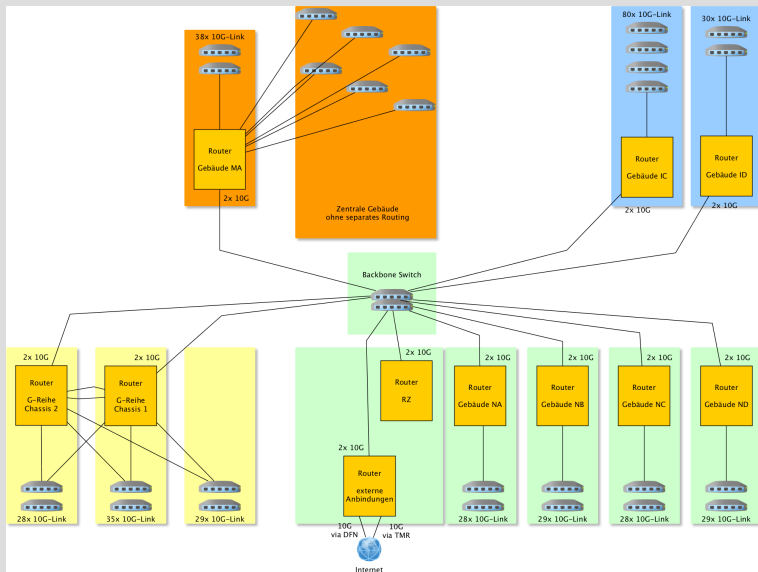 38x 10G-Link
80x 10G-Link
30x 10G-Link
Router
Gebäude MA
2x 10G
Zentrale Gebäude
ohne separates Routing
Router
Gebäude IC
2x 10G
Router
Gebäude ID
2x 10G
Backbone Switch
2x 10G
Router
G-Reihe
Chassis 2
28x 10G-Link
2x 10G
Router
G-Reihe
Chassis 1
35x 10G-Link
29x 10G-Link
2x 10G
Router
RZ
2x 10G
Router
externe
Anbindungen
10G
via DFN
10G
via TMR
Internet
2x 10G
Router
Gebäude NA
28x 10G-Link
2x 10G
Router
Gebäude NB
29x 10G-Link
2x 10G
Router
Gebäude NC
28x 10G-Link
2x 10G
Router
Gebäude ND
29x 10G-Link